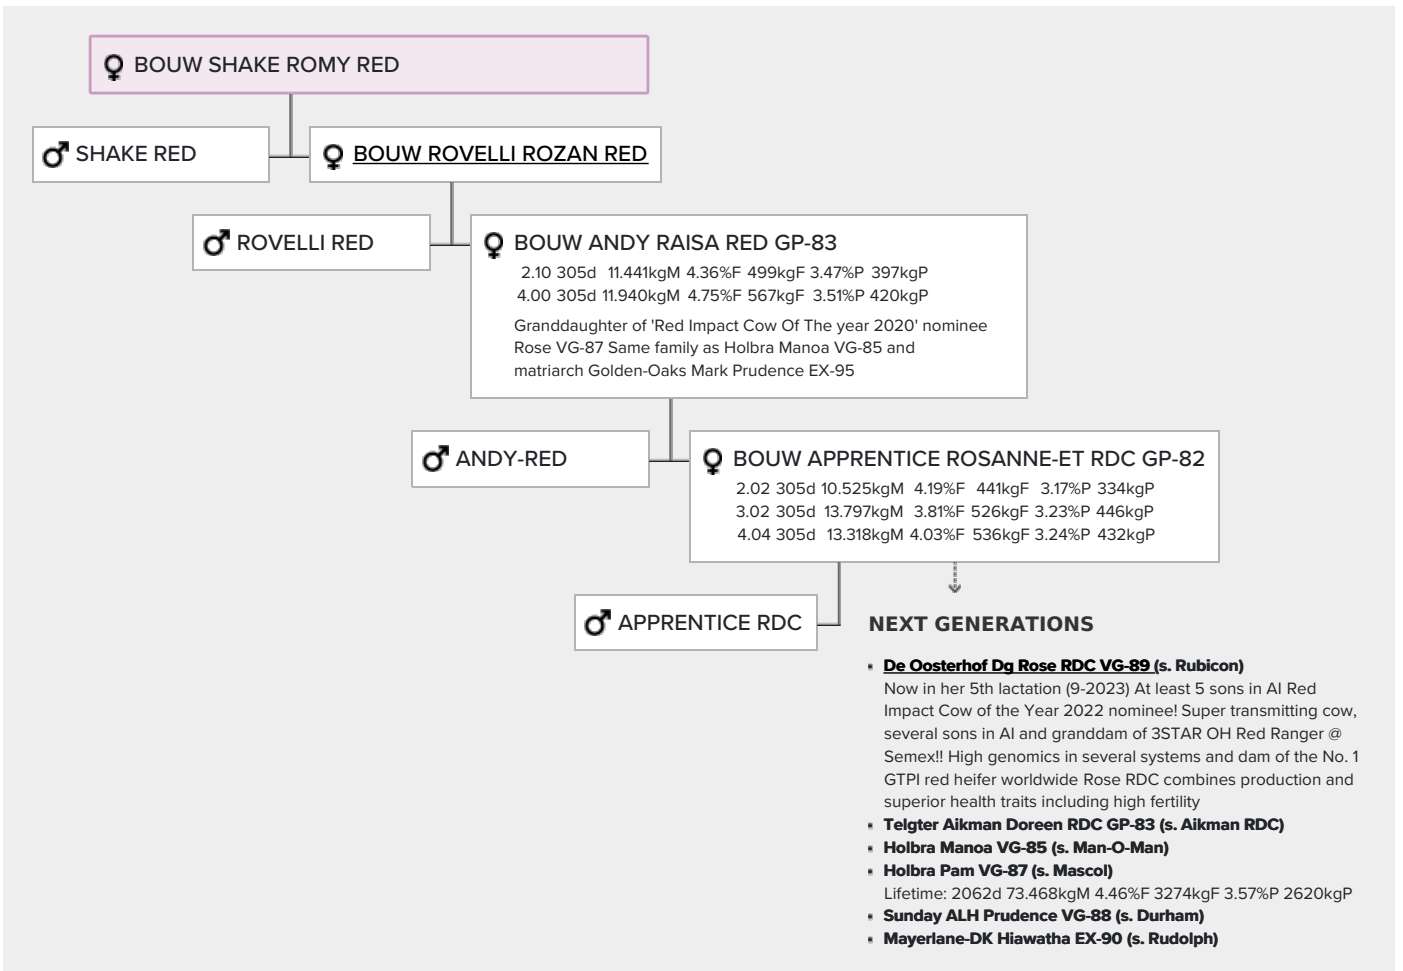 BOUW SHAKE ROMY RED
SHAKE RED
BOUW ROVELLI ROZAN RED
ROVELLI RED
BOUW ANDY RAISA RED GP-83
2.10 305d 11.441kgM 4.36%F 499kgF 3.47%P 397kgP
4.00 305d 11.940kgM 4.75%F 567kgF 3.51%P 420kgP
Granddaughter of 'Red Impact Cow Of The year 2020' nominee
Rose VG-87 Same family as Holbra Manoa VG-85 and
matriarch Golden-Oaks Mark Prudence EX-95
ANDY-RED
BOUW APPRENTICE ROSANNE-ET RDC GP-82
2.02 305d 10.525kgM 4.19%F 441kgF 3.17%P 334kgP
3.02 305d 13.797kgM 3.81%F 526kgF 3.23%P 446kgP
4.04 305d 13.318kgM 4.03%F 536kgF 3.24%P 432kgP
APPRENTICE RDC
NEXT GENERATIONS
De Oosterhof Dg Rose RDC VG-89 (s. Rubicon)
Now in her 5th lactation (9-2023) At least 5 sons in AI Red
Impact Cow of the Year 2022 nominee! Super transmitting cow,
several sons in AI and granddam of 3STAR OH Red Ranger @
Semex!! High genomics in several systems and dam of the No. 1
GTPI red heifer worldwide Rose RDC combines production and
superior health traits including high fertility
Telgter Aikman Doreen RDC GP-83 (s. Aikman RDC)
Holbra Manoa VG-85 (s. Man-O-Man)
Holbra Pam VG-87 (s. Mascol)
Lifetime: 2062d 73.468kgM 4.46%F 3274kgF 3.57%P 2620kgP
Sunday ALH Prudence VG-88 (s. Durham)
Mayerlane-DK Hiawatha EX-90 (s. Rudolph)